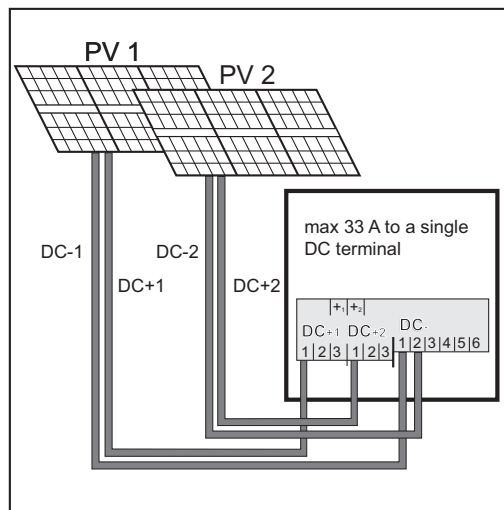 PV 1
PV 2
max 33 A to a single
DC terminal
DC-1
DC-2
DC+1
DC+2
+1 +2
DC+1 DC+2 DC-
1 2 3 1 2 3 1 2 3 4 5 6